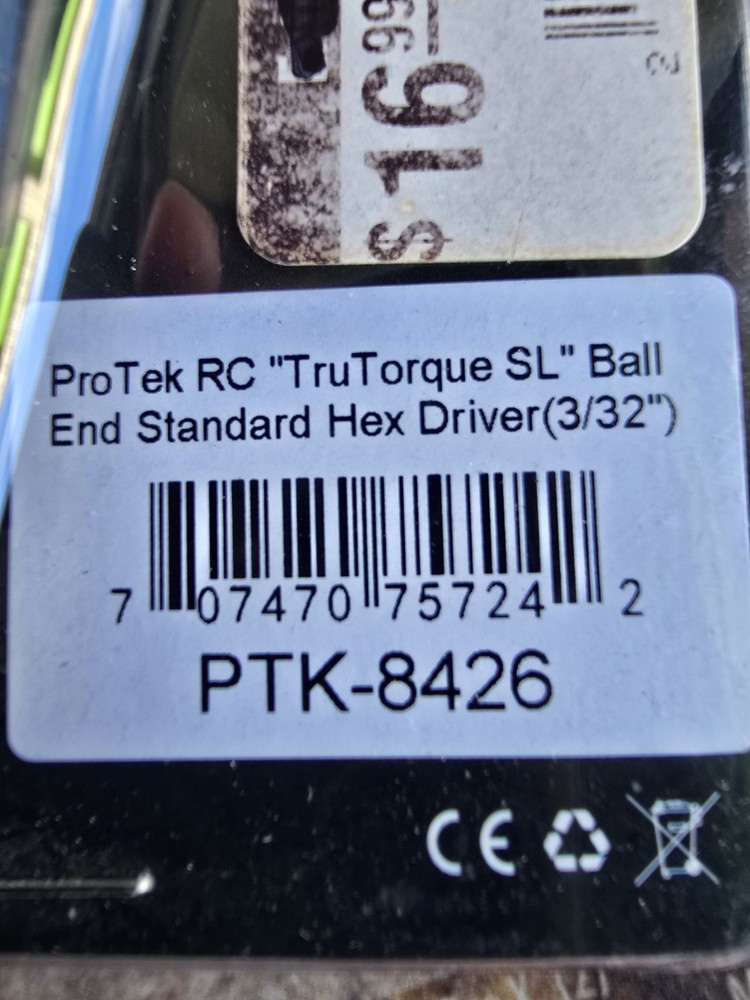 $16.99
ProTek RC "TruTorque SL" Ball
End Standard Hex Driver(3/32")
7 07470 75724 2
PTK-8426
CE